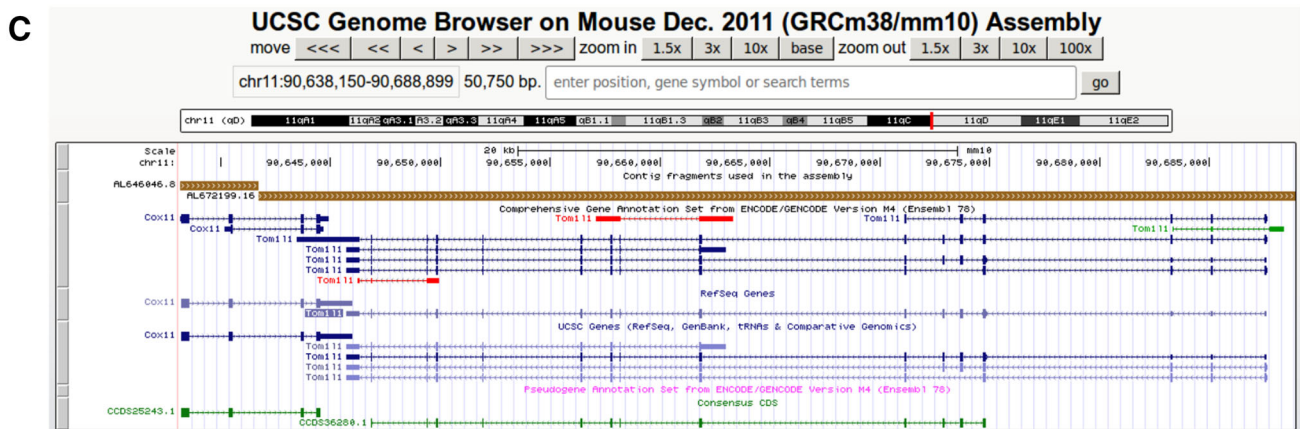 C
UCSC Genome Browser on Mouse Dec. 2011 (GRCm38/mm10) Assembly
move <<< << < > >> >>> zoom in 1.5x 3x 10x base zoom out 1.5x 3x 10x 100x
chr11:90,638,150-90,688,899 50,750 bp. enter position, gene symbol or search terms go
chr11 (qD) 11qA1 11qA2 qA3.1 A3.2 qA3.3 11qA4 11qA5 qB1.1 11qB1.3 qB2 11qB3 qB4 11qB5 11qC 11qD 11qE1 11qE2
Scale 20 kb mm10
chr11: 90,645,000 90,650,000 90,655,000 90,660,000 90,665,000 90,670,000 90,675,000 90,680,000 90,685,000
Contig fragments used in the assembly
AL646046.8
AL672199.16
Comprehensive Gene Annotation Set from ENCODE/GENCODE Version M4 (Ensembl 78)
Cox11 Tom1l1 Tom1l1
Cox11 Tom1l1
Tom1l1
Tom1l1
Tom1l1
Tom1l1
Tom1l1
RefSeq Genes
Cox11
Tom1l1
UCSC Genes (RefSeq, GenBank, tRNAs & Comparative Genomics)
Cox11
Tom1l1
Tom1l1
Tom1l1
Tom1l1
Pseudogene Annotation Set from ENCODE/GENCODE Version M4 (Ensembl 78)
Consensus CDS
CCDS25243.1
CCDS36280.1